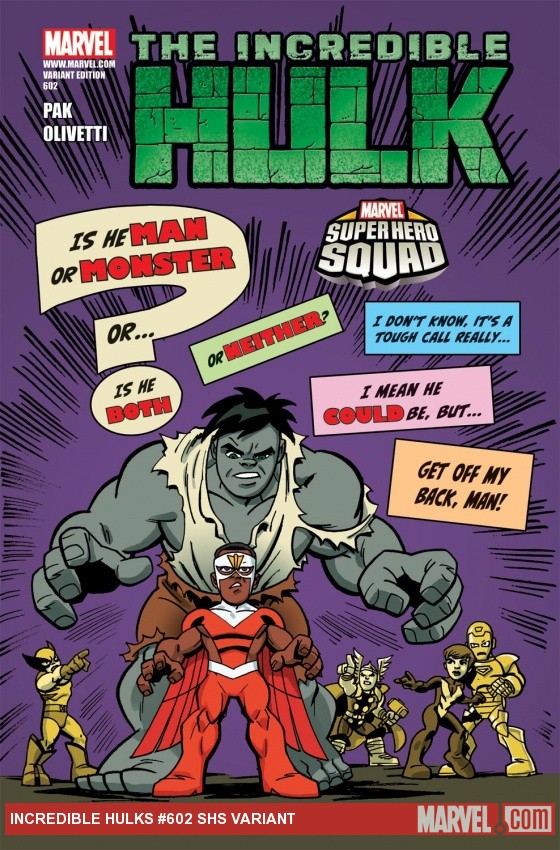 MARVEL
WWW.MARVEL.COM
VARIANT EDITION
602
PAK
OLIVETTI
THE INCREDIBLE
HULK
MARVEL
SUPER HERO
SQUAD
IS HE MAN
OR MONSTER
OR...
IS HE
BOTH
OR NEITHER?
I DON'T KNOW, IT'S A
TOUGH CALL REALLY...
I MEAN HE
COULD BE, BUT...
GET OFF MY
BACK, MAN!
INCREDIBLE HULKS #602 SHS VARIANT
MARVEL.com